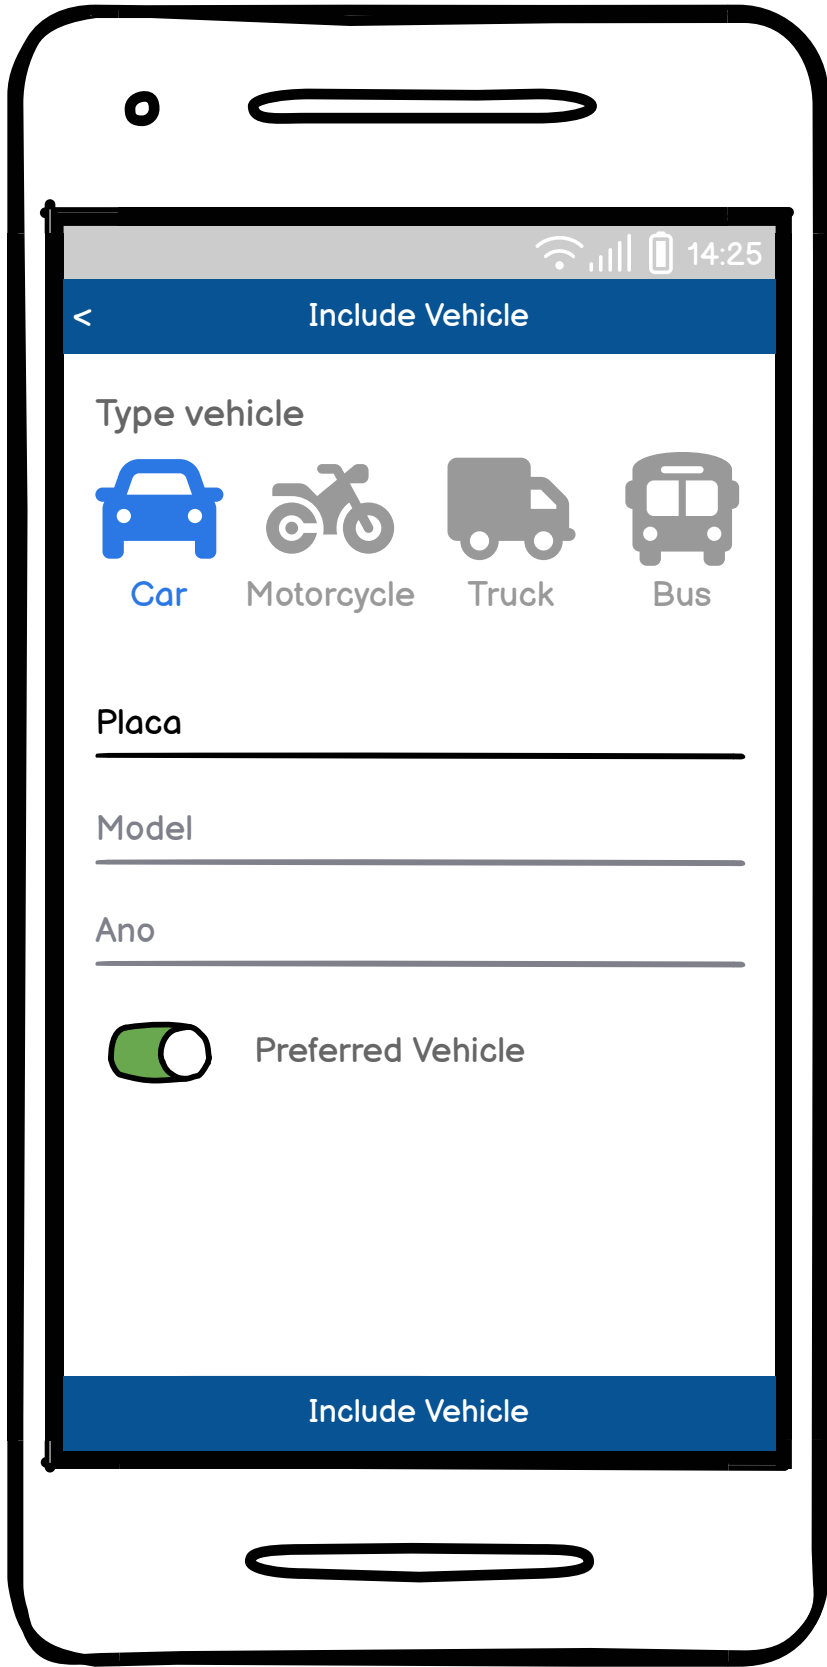 14:25
< Include Vehicle
Type vehicle
Car Motorcycle Truck Bus
Placa
Model
Ano
Preferred Vehicle
Include Vehicle